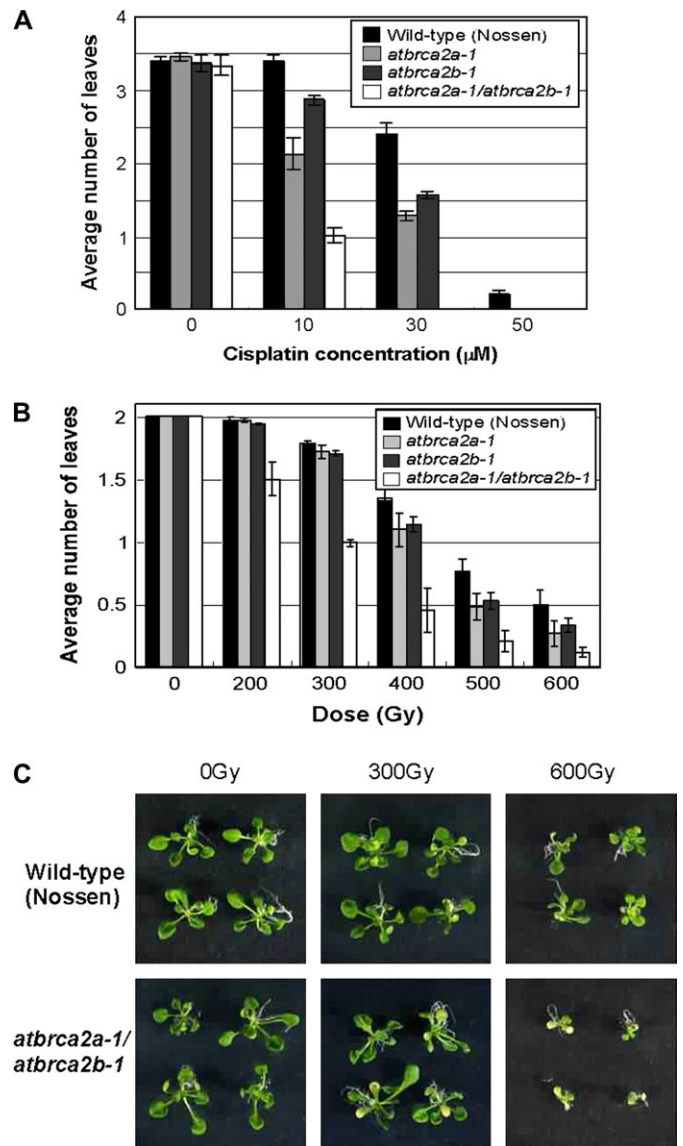 A
Average number of leaves
4
3
2
1
0
Wild-type (Nossen)
atbrca2a-1
atbrca2b-1
atbrca2a-1/atbrca2b-1
0 10 30 50
Cisplatin concentration (μM)
B
Average number of leaves
2
1.5
1
0.5
0
Wild-type (Nossen)
atbrca2a-1
atbrca2b-1
atbrca2a-1/atbrca2b-1
0 200 300 400 500 600
Dose (Gy)
C
0Gy 300Gy 600Gy
Wild-type
(Nossen)
atbrca2a-1/
atbrca2b-1